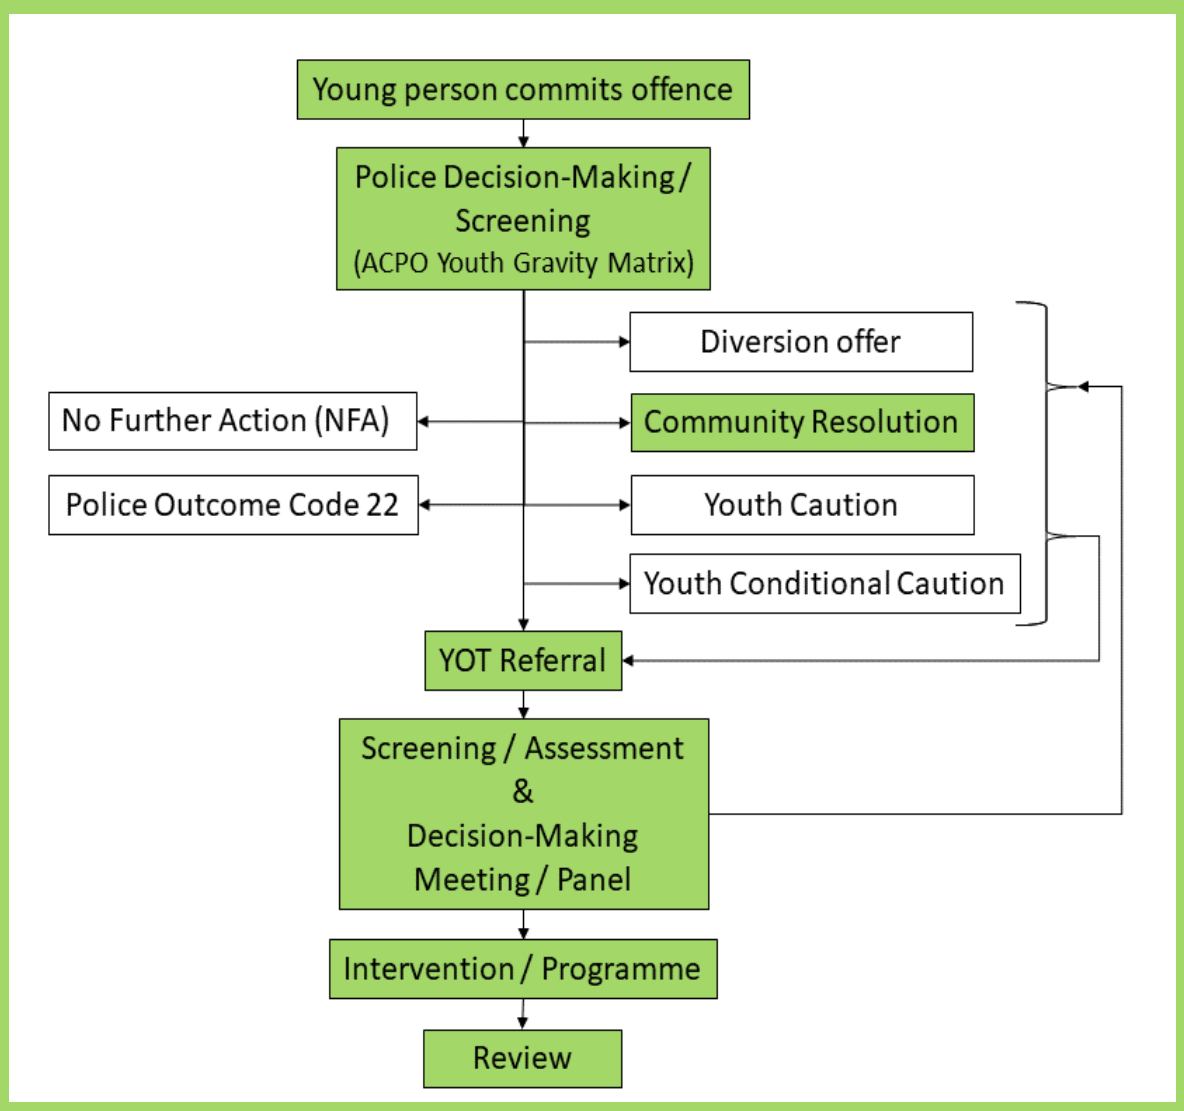 Young person commits offence
Police Decision-Making /
Screening
(ACPO Youth Gravity Matrix)
Diversion offer
No Further Action (NFA)
Community Resolution
Police Outcome Code 22
Youth Caution
Youth Conditional Caution
YOT Referral
Screening / Assessment
&
Decision-Making
Meeting / Panel
Intervention / Programme
Review